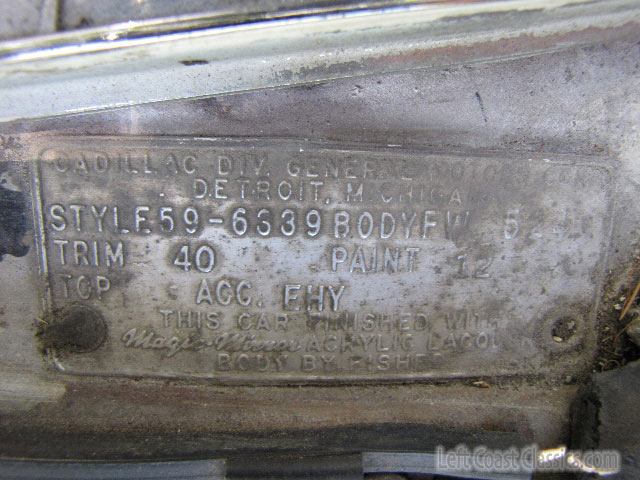 CADILLAC DIV. GENERAL MOTORS
DETROIT, MICHIGAN
STYLE 59-6339 BODY FW
TRIM 40 PAINT 12
TOP ACC. EHY
THIS CAR FINISHED WITH
Magic-Mirror ACRYLIC LACQUER
BODY BY FISHER
Left Coast Classics.com